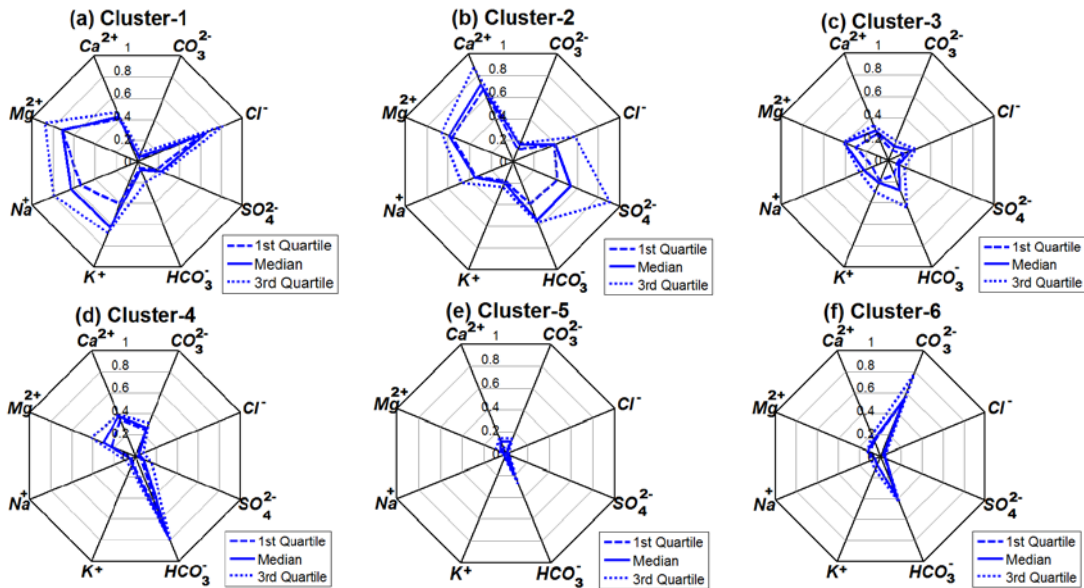 (a) Cluster-1
Ca²⁺ 1 CO₃²⁻
0.8
0.6
Mg²⁺ 0.4 Cl⁻
0.2
0
Na⁺ SO₄²⁻
K⁺ HCO₃⁻
1st Quartile
Median
3rd Quartile
(b) Cluster-2
Ca²⁺ 1 CO₃²⁻
0.8
0.6
Mg²⁺ 0.4 Cl⁻
0.2
0
Na⁺ SO₄²⁻
K⁺ HCO₃⁻
1st Quartile
Median
3rd Quartile
(c) Cluster-3
Ca²⁺ 1 CO₃²⁻
0.8
0.6
Mg²⁺ 0.4 Cl⁻
0.2
0
Na⁺ SO₄²⁻
K⁺ HCO₃⁻
1st Quartile
Median
3rd Quartile
(d) Cluster-4
Ca²⁺ 1 CO₃²⁻
0.8
0.6
Mg²⁺ 0.4 Cl⁻
0.2
0
Na⁺ SO₄²⁻
K⁺ HCO₃⁻
1st Quartile
Median
3rd Quartile
(e) Cluster-5
Ca²⁺ 1 CO₃²⁻
0.8
0.6
Mg²⁺ 0.4 Cl⁻
0.2
0
Na⁺ SO₄²⁻
K⁺ HCO₃⁻
1st Quartile
Median
3rd Quartile
(f) Cluster-6
Ca²⁺ 1 CO₃²⁻
0.8
0.6
Mg²⁺ 0.4 Cl⁻
0.2
0
Na⁺ SO₄²⁻
K⁺ HCO₃⁻
1st Quartile
Median
3rd Quartile